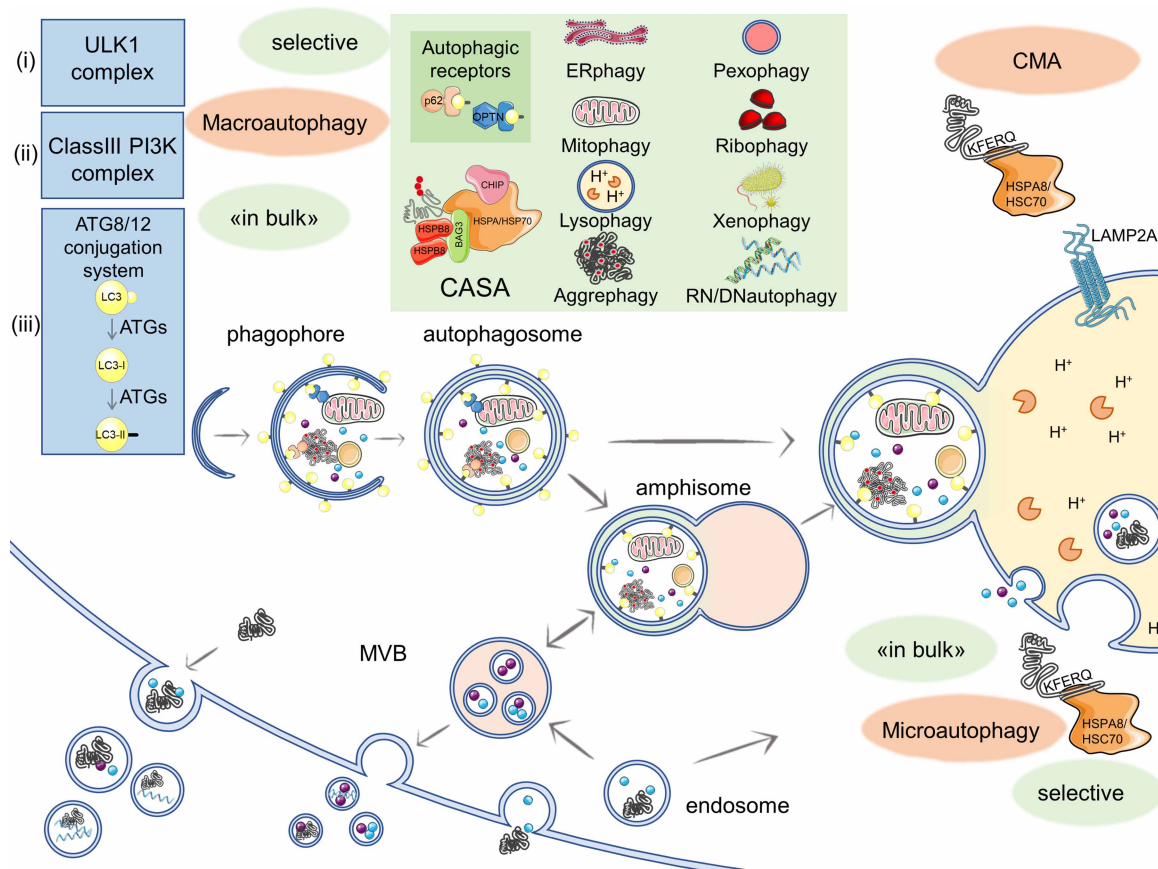 (i)
ULK1
complex
(ii)
ClassIII PI3K
complex
(iii)
ATG8/12
conjugation
system
LC3
ATGs
LC3-I
ATGs
LC3-II
selective
Macroautophagy
«in bulk»
Autophagic
receptors
p62
OPTN
CHIP
HSPA/HSP70
HSPB8
BAG3
HSPB8
CASA
ERphagy
Pexophagy
Mitophagy
Ribophagy
H+
H+
Lysophagy
Xenophagy
Aggrephagy
RN/DNautophagy
CMA
KFERQ
HSPA8/
HSC70
LAMP2A
phagophore
autophagosome
amphisome
H+
H+
H+
H+
H+
H+
H
MVB
endosome
«in bulk»
KFERQ
Microautophagy
HSPA8/
HSC70
selective